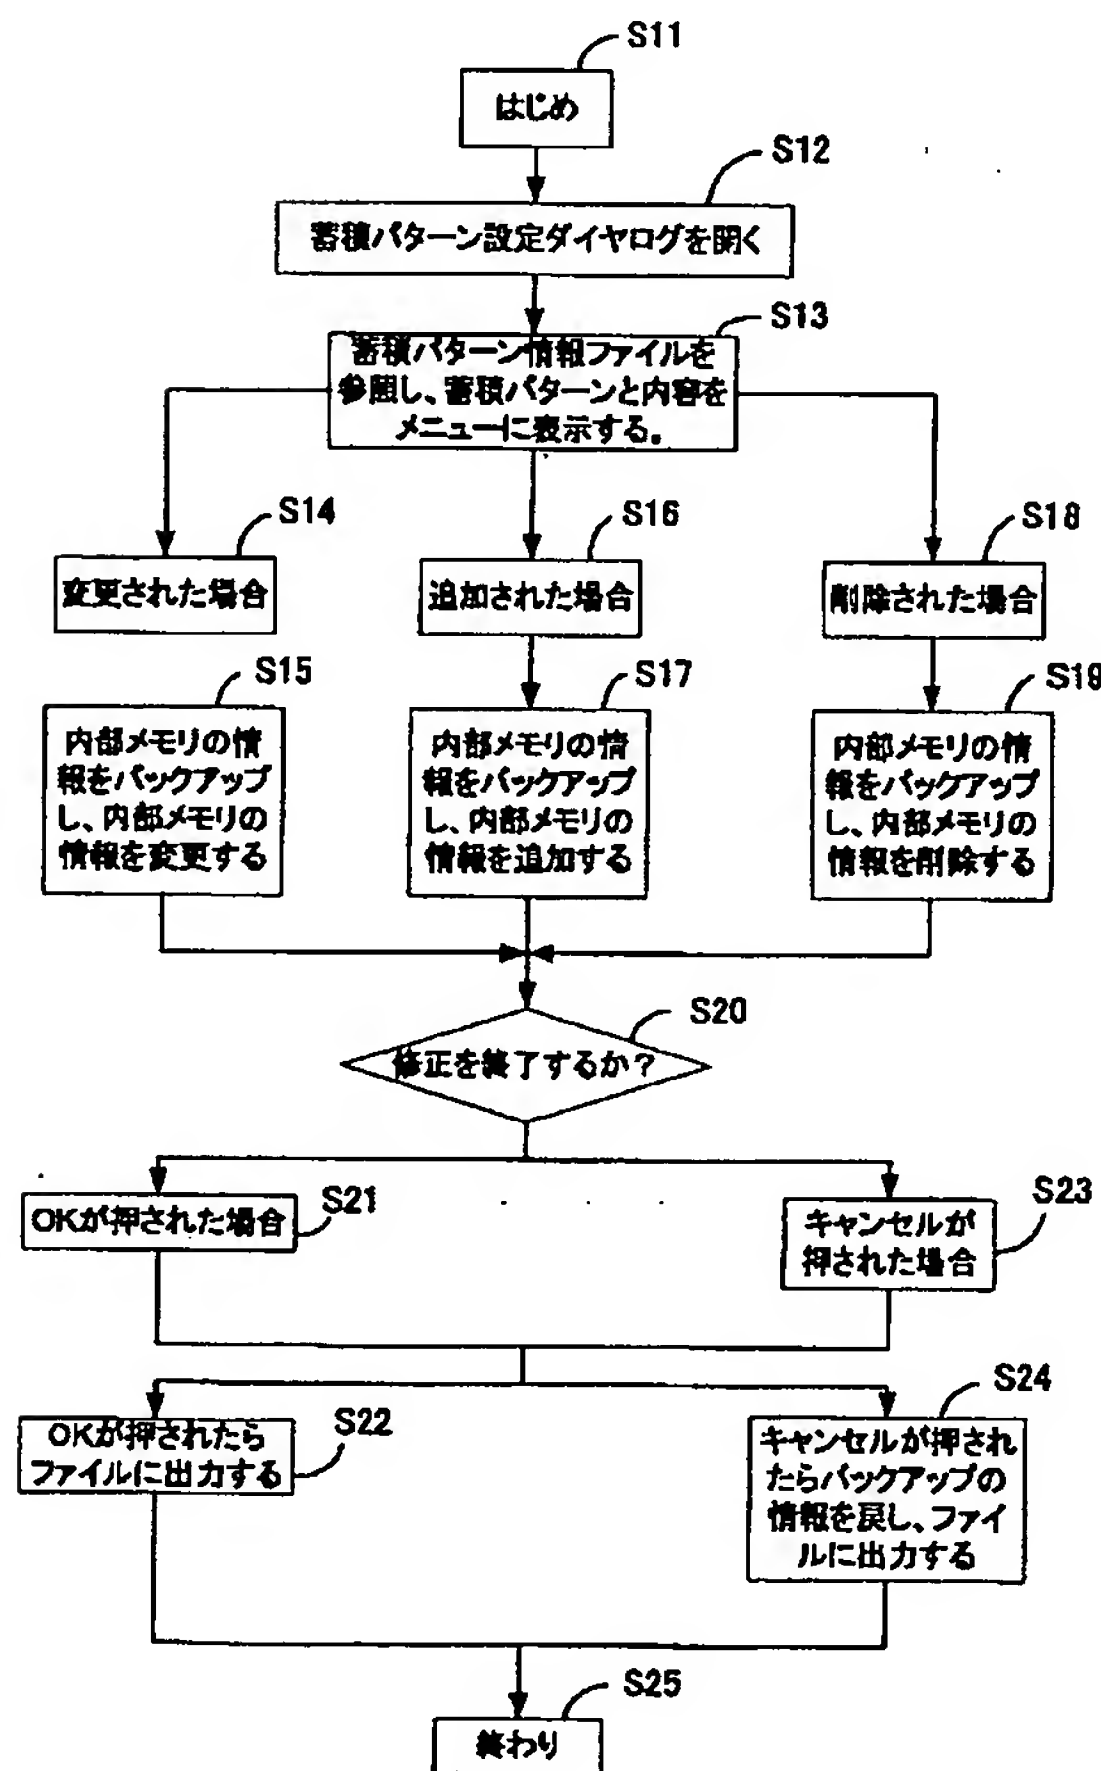 S11
はじめ
S12
蓄積パターン設定ダイヤログを開く
S13
蓄積パターン情報ファイルを
参照し、蓄積パターンと内容を
メニューに表示する。
S14
変更された場合
S16
追加された場合
S18
削除された場合
S15
内部メモリの情
報をバックアップ
し、内部メモリの
情報を変更する
S17
内部メモリの情
報をバックアップ
し、内部メモリの
情報を追加する
S19
内部メモリの情
報をバックアップ
し、内部メモリの
情報を削除する
S20
修正を終了するか？
S21
OKが押された場合
S23
キャンセルが
押された場合
S22
OKが押されたら
ファイルに出力する
S24
キャンセルが押され
たらバックアップの
情報を戻し、ファイ
ルに出力する
S25
終わり